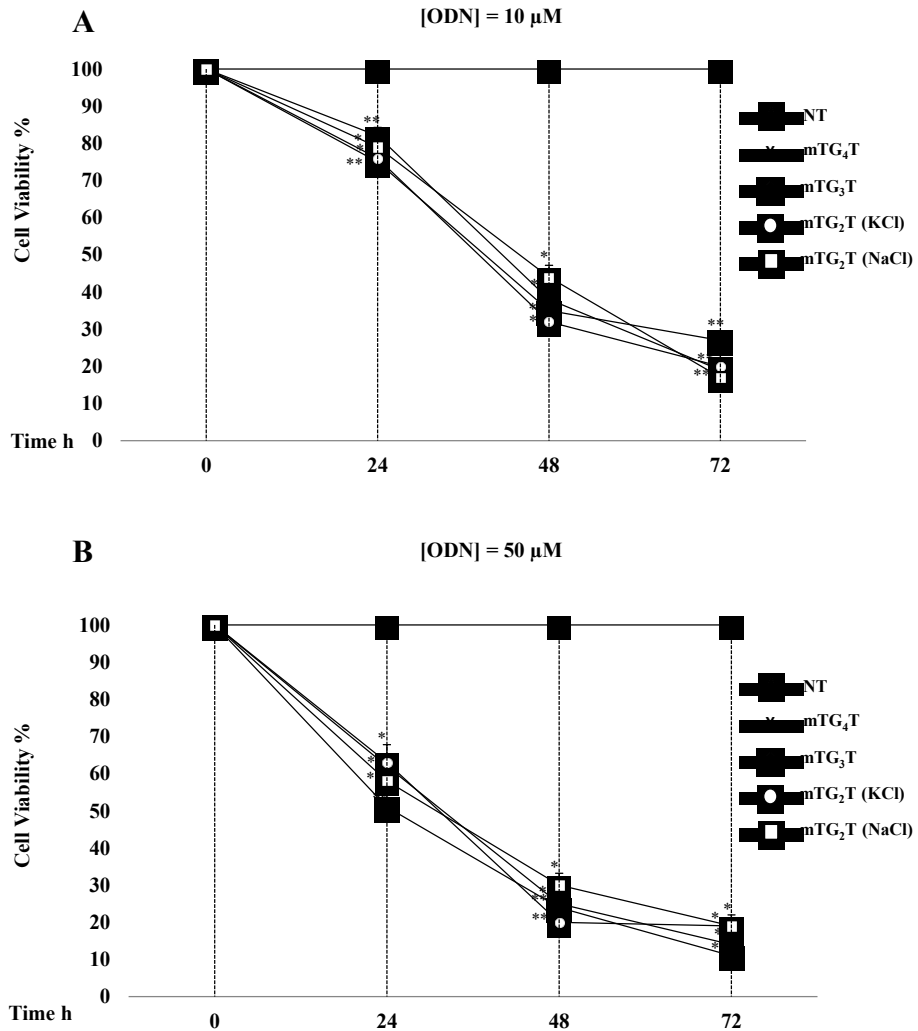 A
[ODN] = 10 µM
100
90
80
70
60
50
40
30
20
10
0
Cell Viability %
Time h
0
24
48
72
**
*
*
**
*
*
*
*
**
*
**
NT
mTG₄T
mTG₃T
mTG₂T (KCl)
mTG₂T (NaCl)
B
[ODN] = 50 µM
100
90
80
70
60
50
40
30
20
10
0
Cell Viability %
Time h
0
24
48
72
*
*
*
*
*
**
**
*
*
*
*
NT
mTG₄T
mTG₃T
mTG₂T (KCl)
mTG₂T (NaCl)